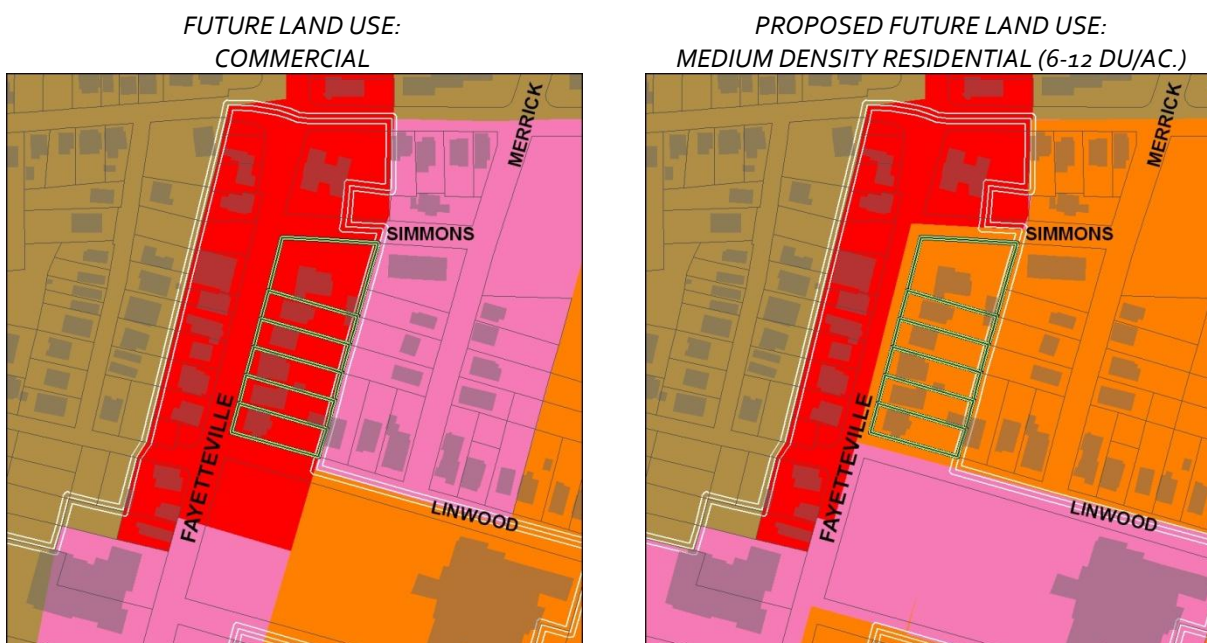 FUTURE LAND USE:
COMMERCIAL
MERRICK
SIMMONS
FAYETTEVILLE
LINWOOD
PROPOSED FUTURE LAND USE:
MEDIUM DENSITY RESIDENTIAL (6-12 DU/AC.)
MERRICK
SIMMONS
FAYETTEVILLE
LINWOOD